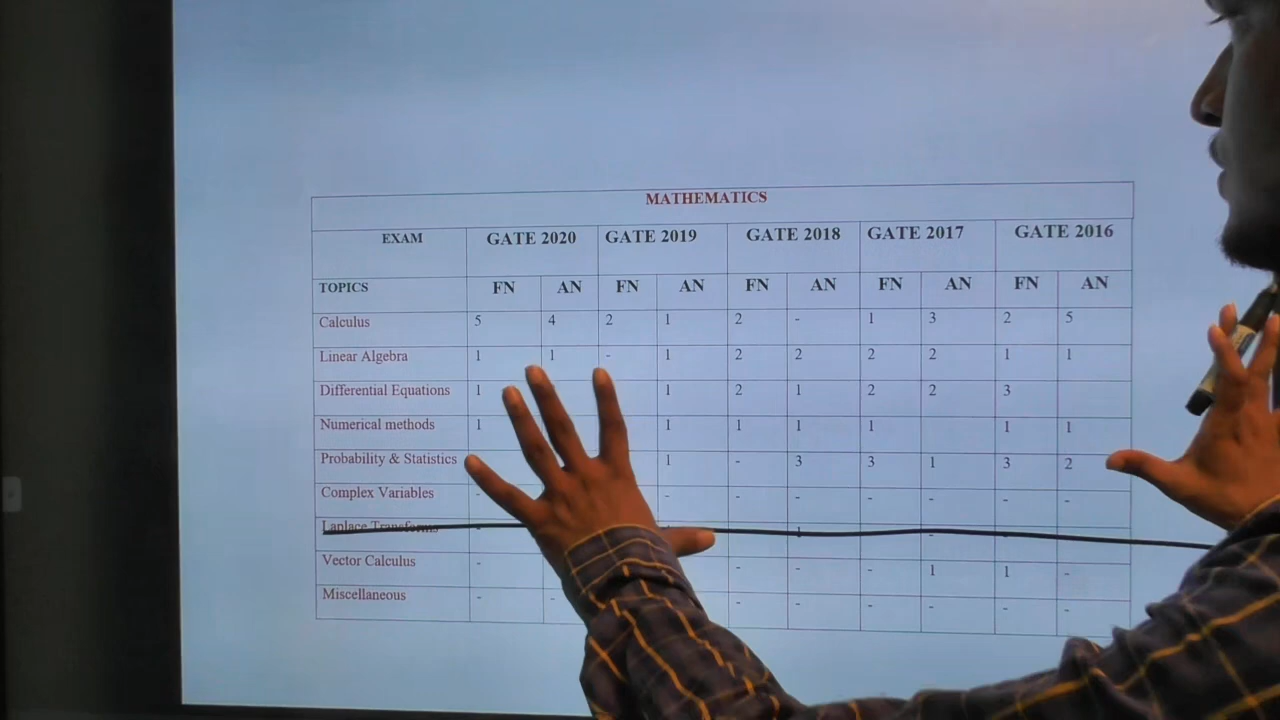 MATHEMATICS
EXAM GATE 2020 GATE 2019 GATE 2018 GATE 2017 GATE 2016
TOPICS FN AN FN AN FN AN FN AN FN AN
Calculus 5 4 2 1 2 - 1 3 2 5
Linear Algebra 1 1 - 1 2 2 2 2 1 1
Differential Equations 1 1 2 1 2 2 3
Numerical methods 1 1 1 1 1 1 1
Probability & Statistics 1 - 3 3 1 3 2
Complex Variables - - - - - - - -
Laplace Transforms - 1 -
Vector Calculus - - - - 1 1 -
Miscellaneous - - - - - - - -